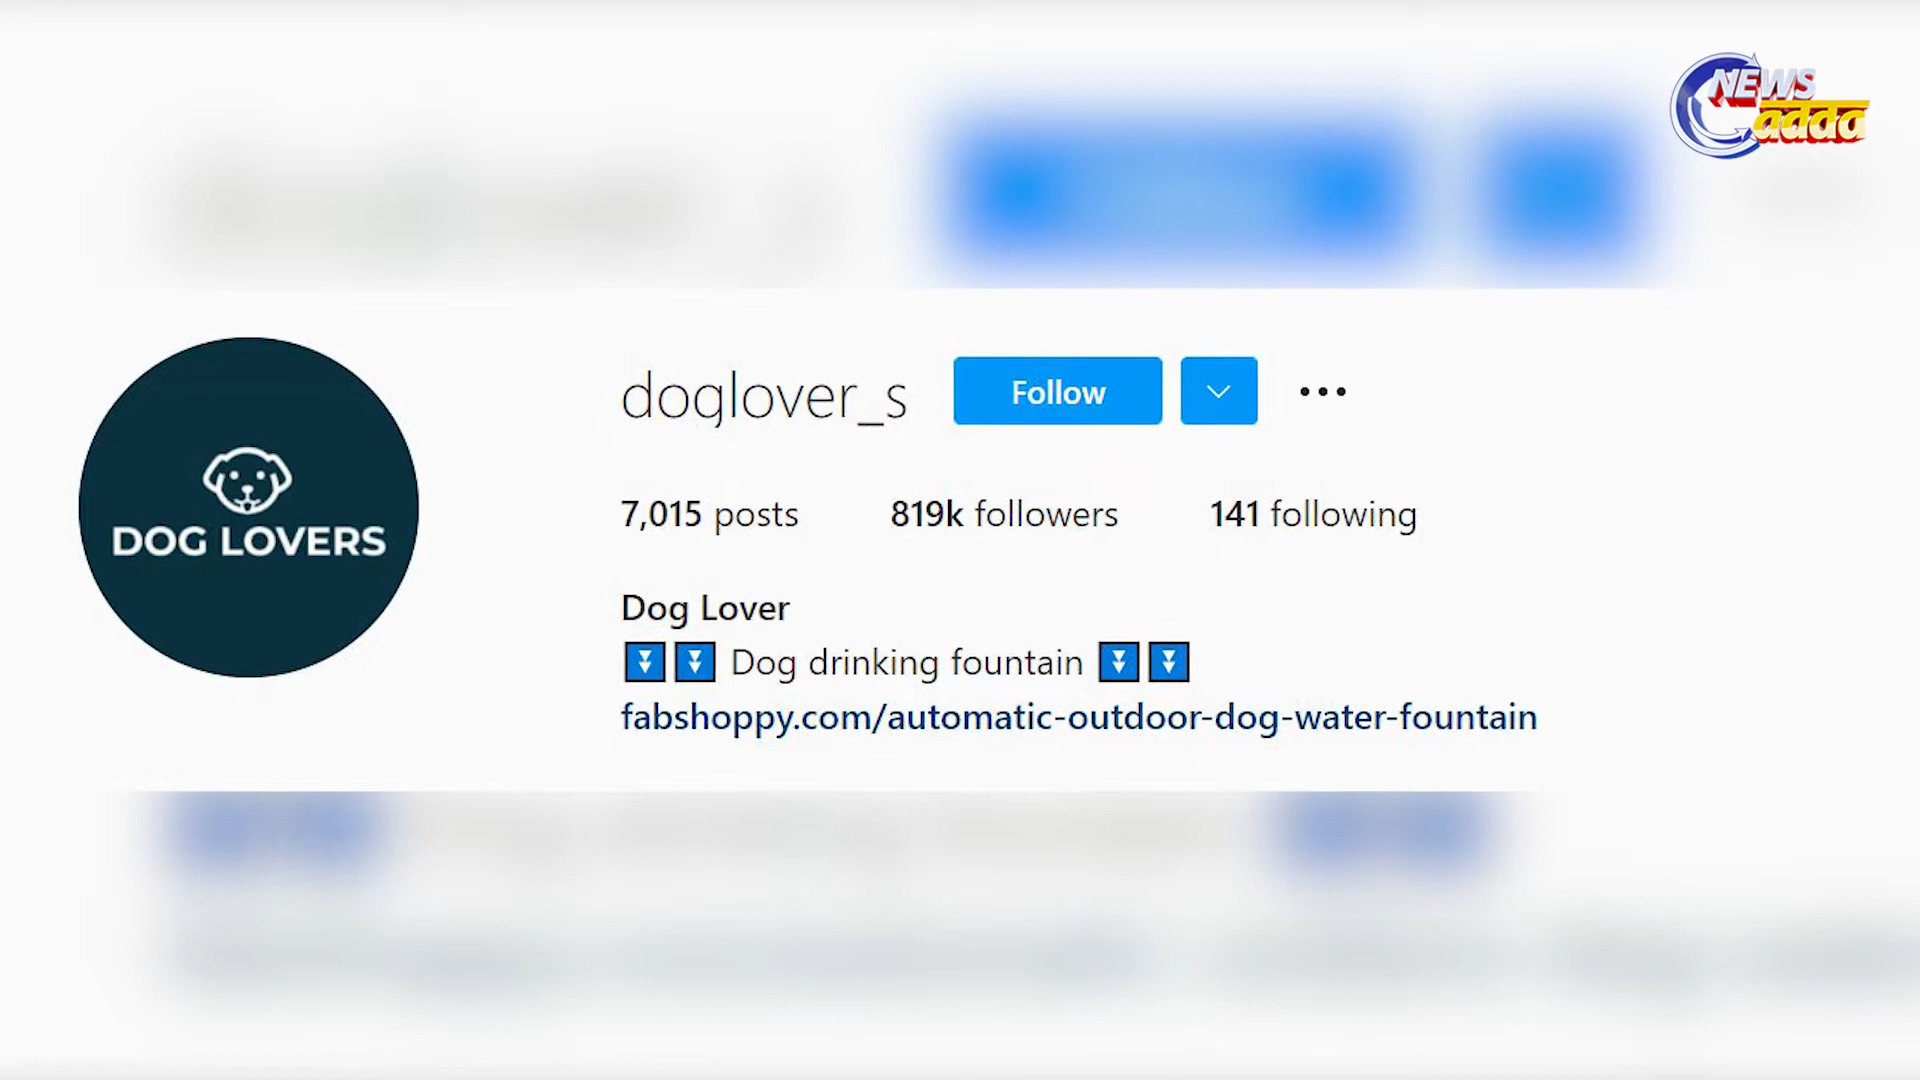 NEWS
adda
doglover_s
Follow
7,015 posts 819k followers 141 following
DOG LOVERS
Dog Lover
⏬⏬ Dog drinking fountain ⏬⏬
fabshoppy.com/automatic-outdoor-dog-water-fountain